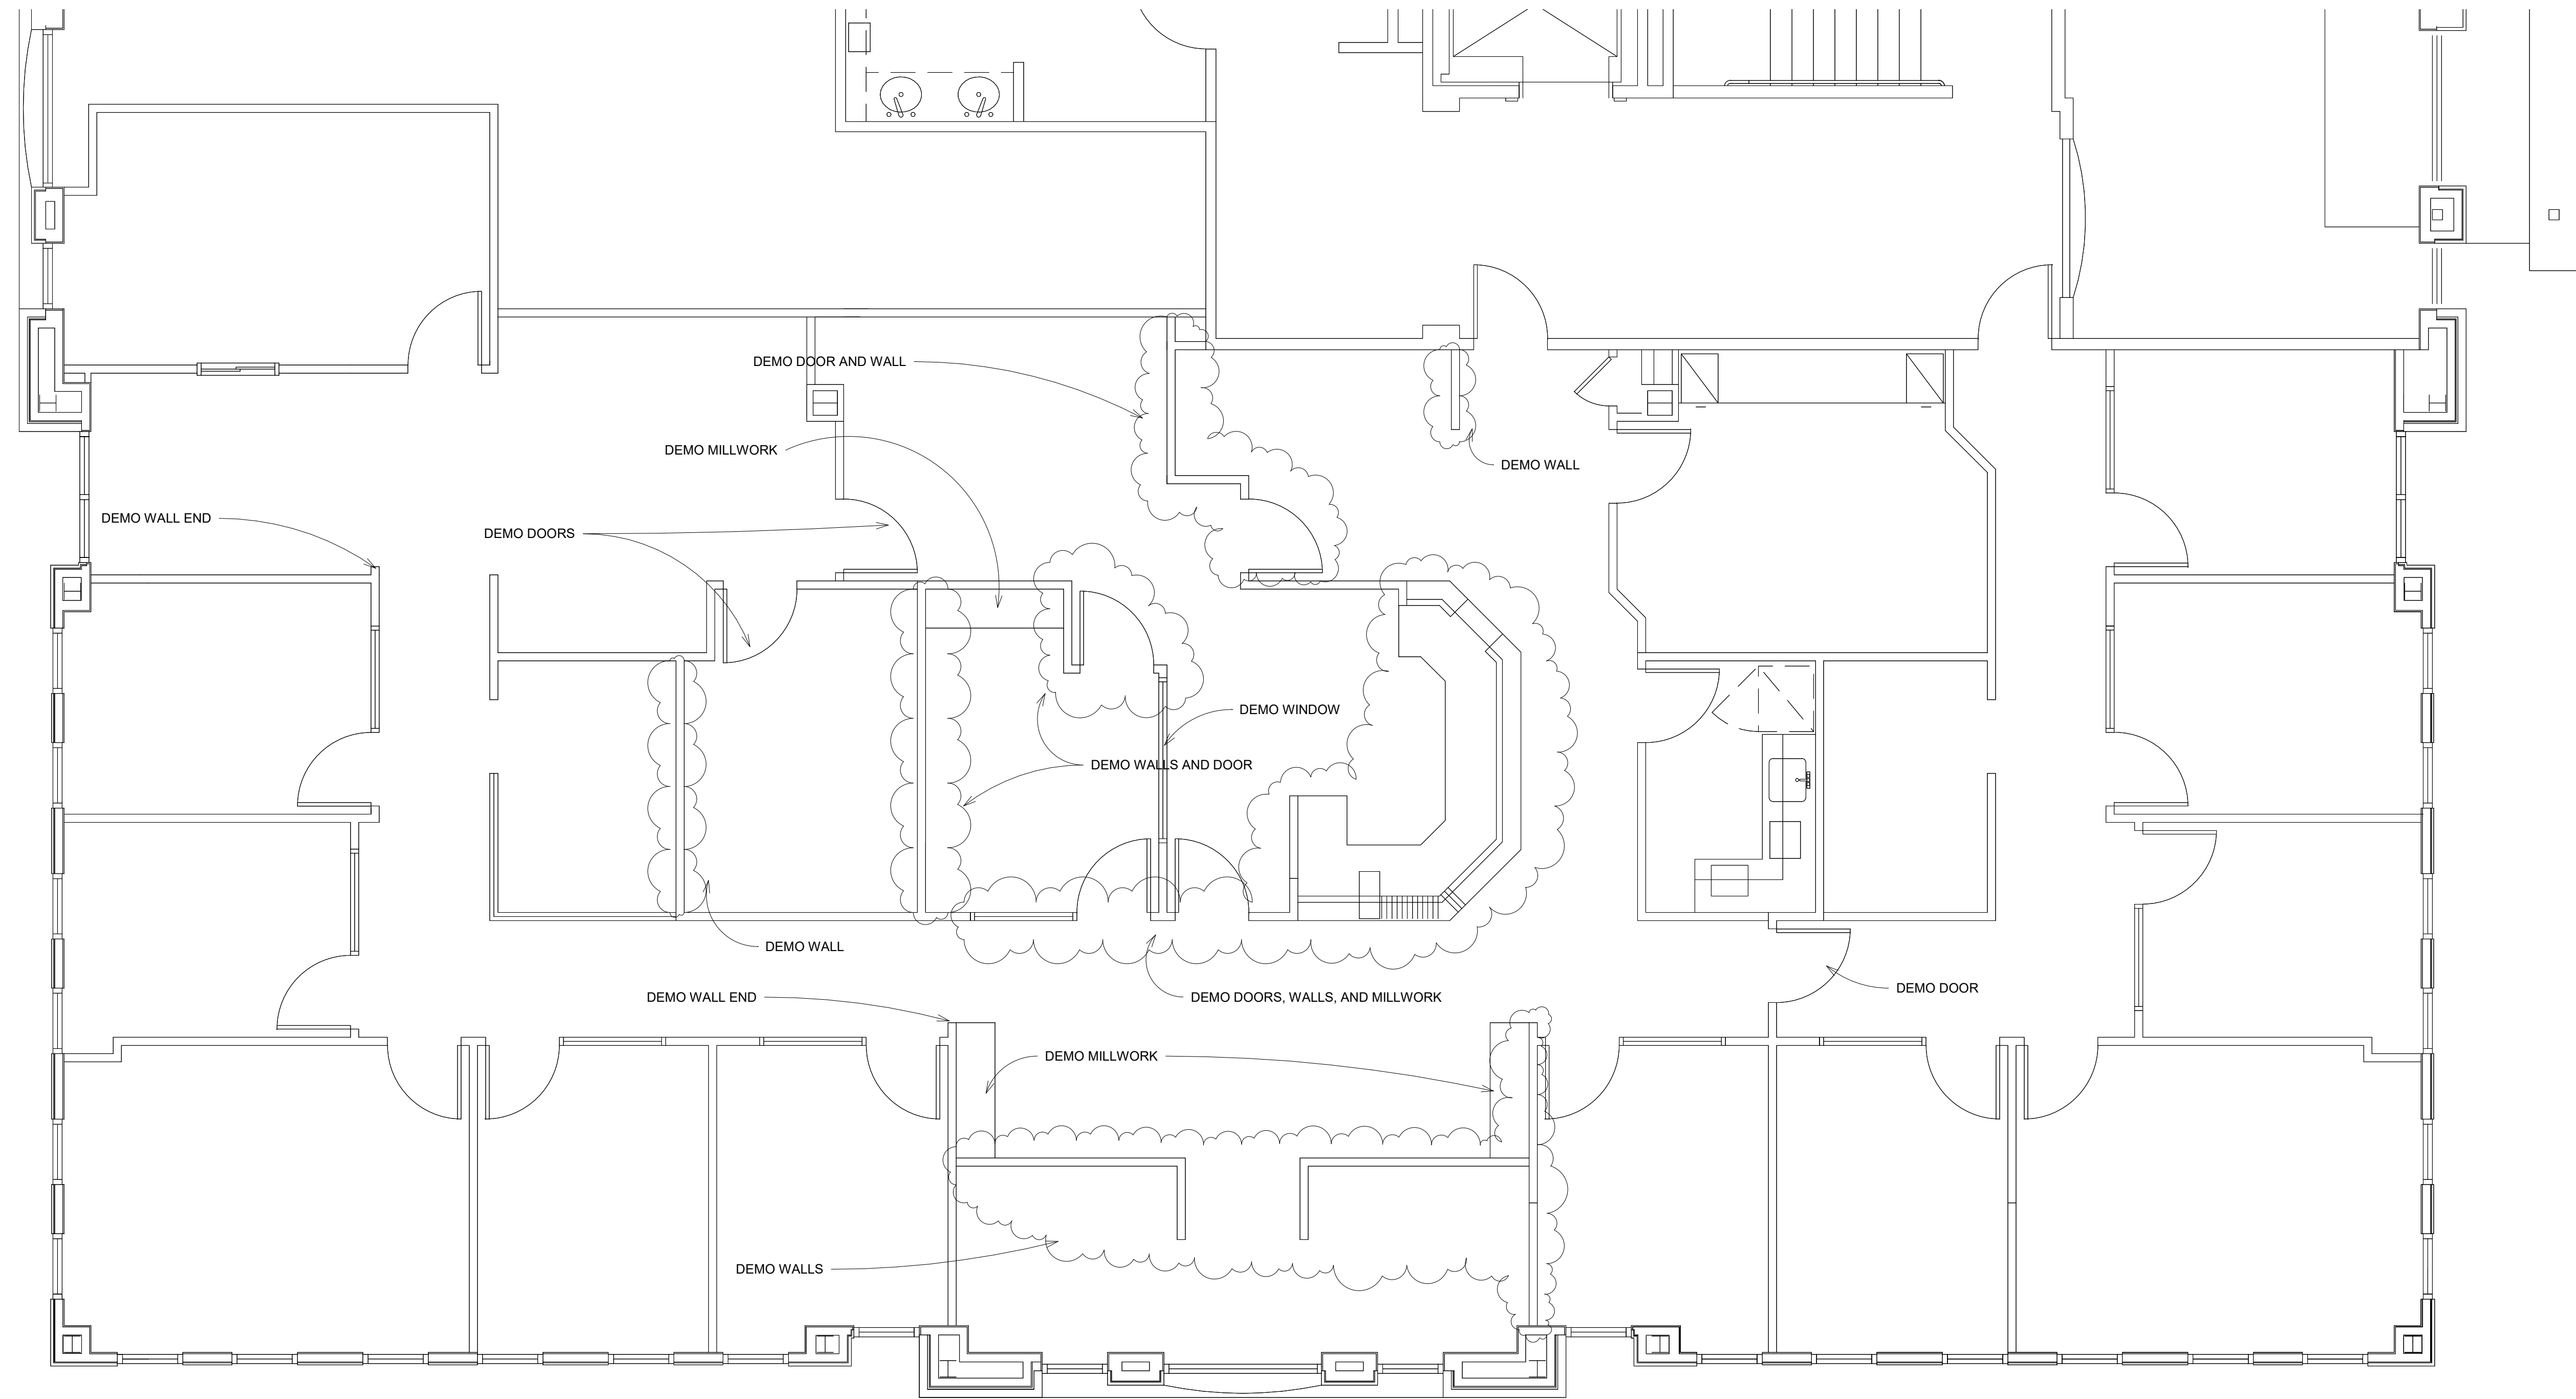 DEMO DOOR AND WALL
DEMO MILLWORK
DEMO WALL
DEMO WALL END
DEMO DOORS
DEMO WINDOW
DEMO WALLS AND DOOR
DEMO WALL
DEMO DOOR
DEMO WALL END
DEMO DOORS, WALLS, AND MILLWORK
DEMO MILLWORK
DEMO WALLS